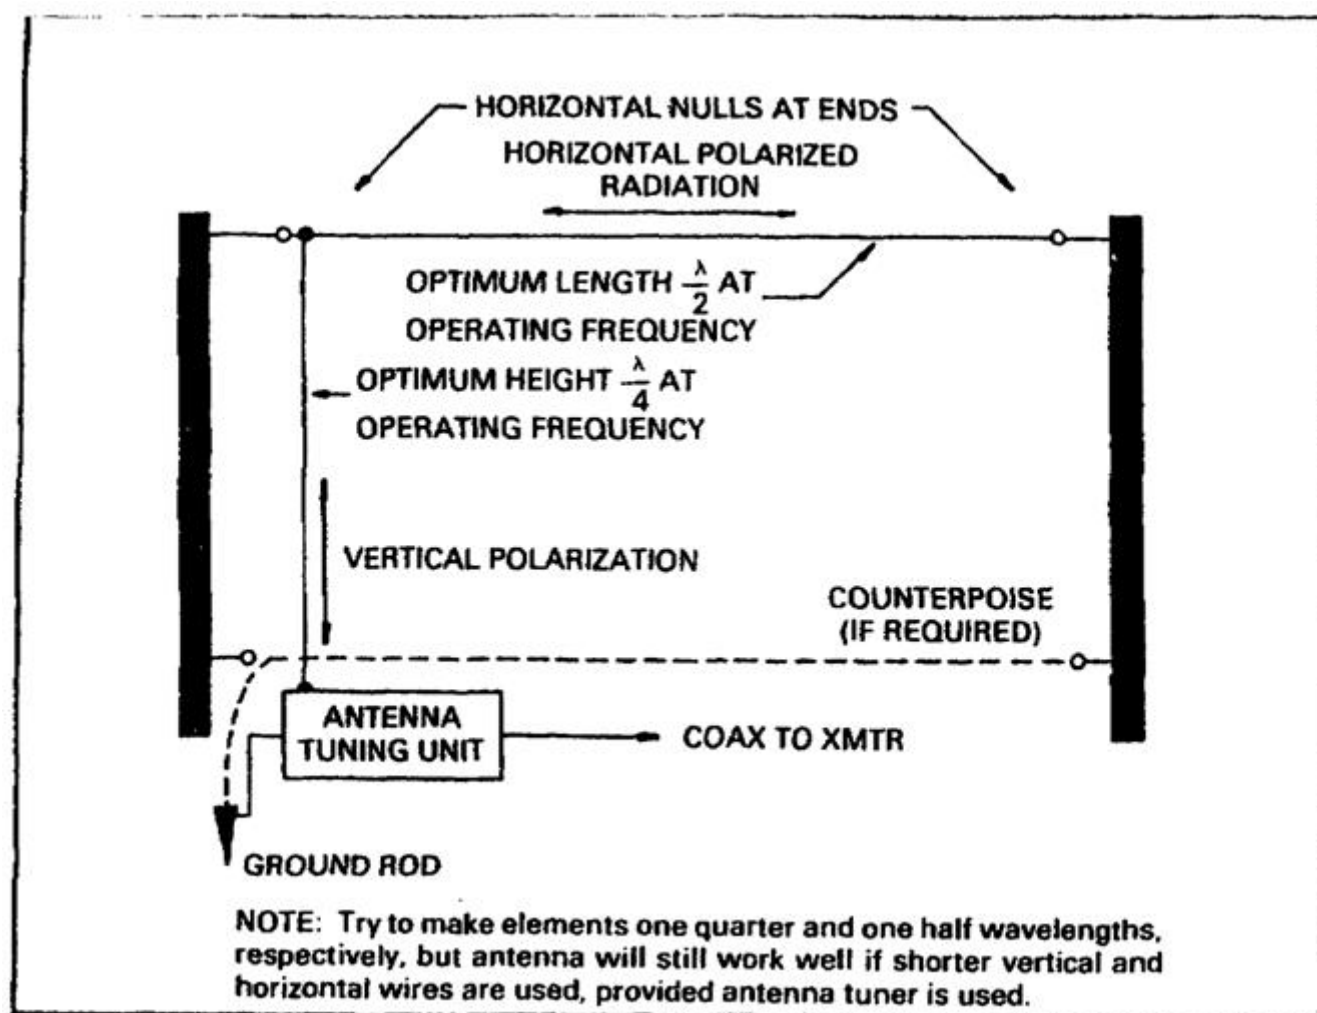 HORIZONTAL NULLS AT ENDS
HORIZONTAL POLARIZED
RADIATION
OPTIMUM LENGTH λ/2 AT
OPERATING FREQUENCY
OPTIMUM HEIGHT λ/4 AT
OPERATING FREQUENCY
VERTICAL POLARIZATION
COUNTERPOISE
(IF REQUIRED)
ANTENNA
TUNING UNIT
COAX TO XMTR
GROUND ROD
NOTE: Try to make elements one quarter and one half wavelengths,
respectively, but antenna will still work well if shorter vertical and
horizontal wires are used, provided antenna tuner is used.